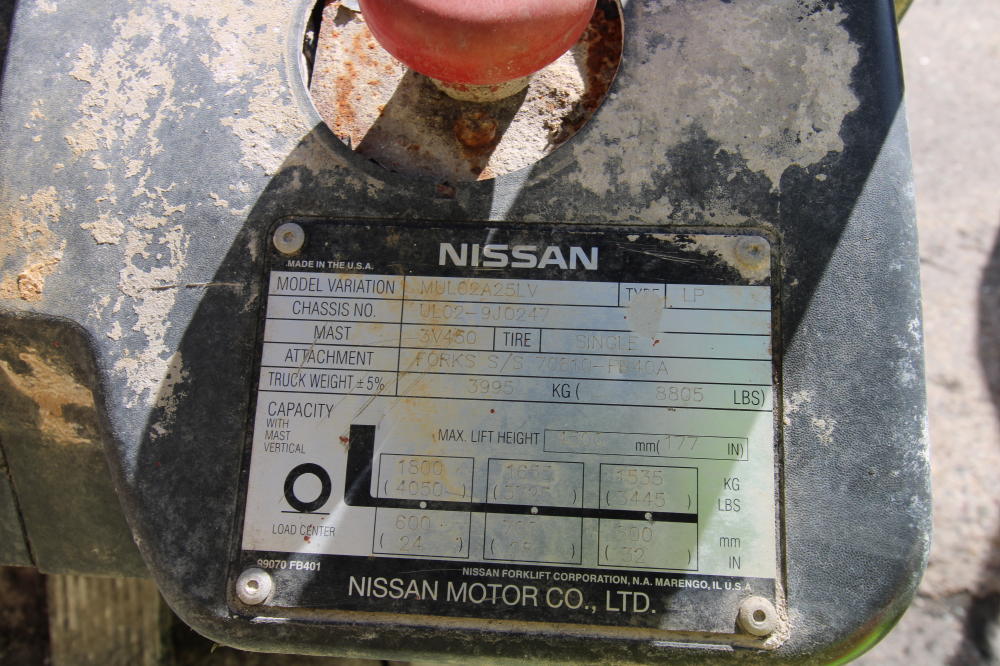 NISSAN
MADE IN THE U.S.A.
MODEL VARIATION MUL02A25LV TYPE LP
CHASSIS NO. UL02-9J0247
MAST 3V450 TIRE SINGLE
ATTACHMENT FORKS S/S
TRUCK WEIGHT ±5% 3995 KG ( 8805 LBS)
CAPACITY
WITH
MAST
VERTICAL
MAX. LIFT HEIGHT mm( 177 IN)
1800 1535 KG
( 4050 ) ( 3445 ) LBS
600 mm
LOAD CENTER ( 24 ) ( 32 ) IN
99070 FB401
NISSAN FORKLIFT CORPORATION, N.A. MARENGO, IL U.S.A.
NISSAN MOTOR CO., LTD.